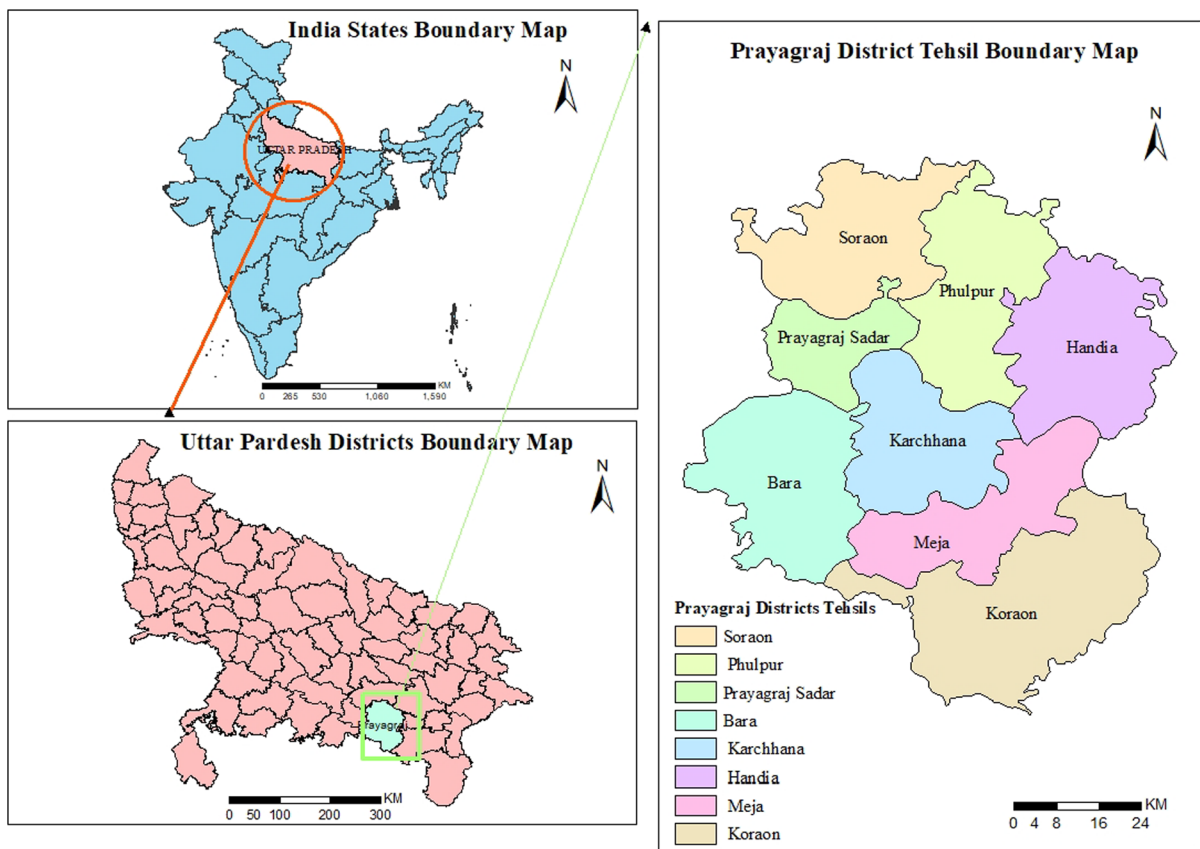 India States Boundary Map
N
UTTAR PRADESH
KM
0 265 530 1,060 1,590
Uttar Pardesh Districts Boundary Map
N
rayagraj
KM
0 50 100 200 300
Prayagraj District Tehsil Boundary Map
N
Soraon
Phulpur
Prayagraj Sadar
Handia
Karchhana
Bara
Meja
Koraon
Prayagraj Districts Tehsils
Soraon
Phulpur
Prayagraj Sadar
Bara
Karchhana
Handia
Meja
Koraon
KM
0 4 8 16 24